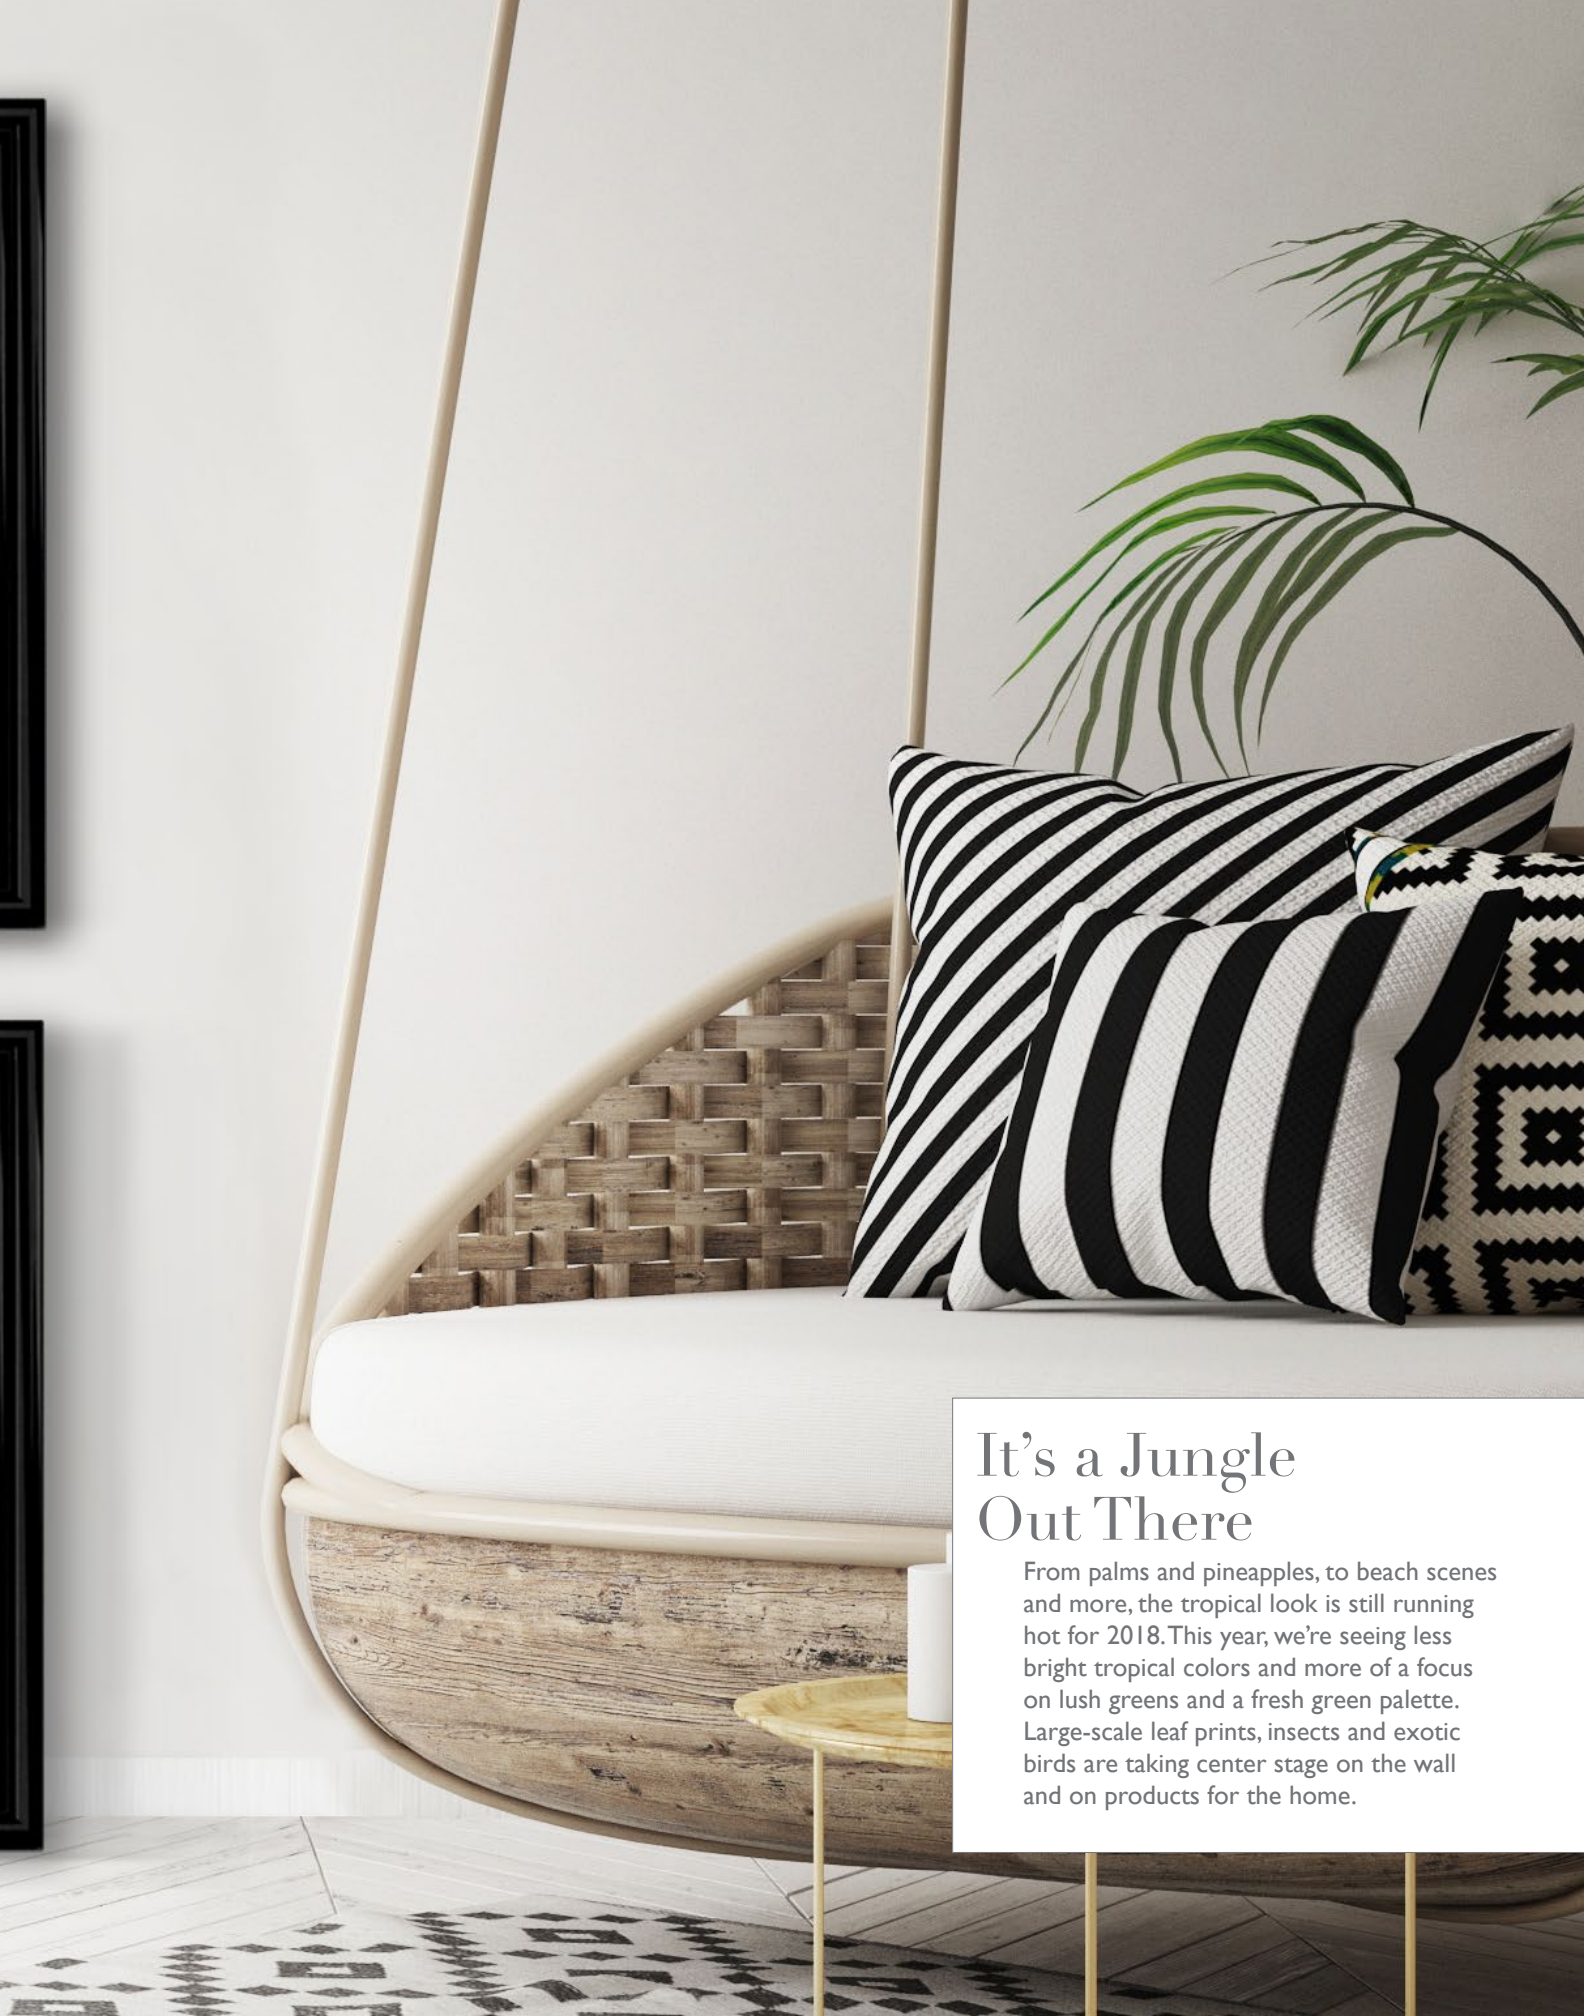 It’s a Jungle
Out There
From palms and pineapples, to beach scenes
and more, the tropical look is still running
hot for 2018. This year, we’re seeing less
bright tropical colors and more of a focus
on lush greens and a fresh green palette.
Large-scale leaf prints, insects and exotic
birds are taking center stage on the wall
and on products for the home.